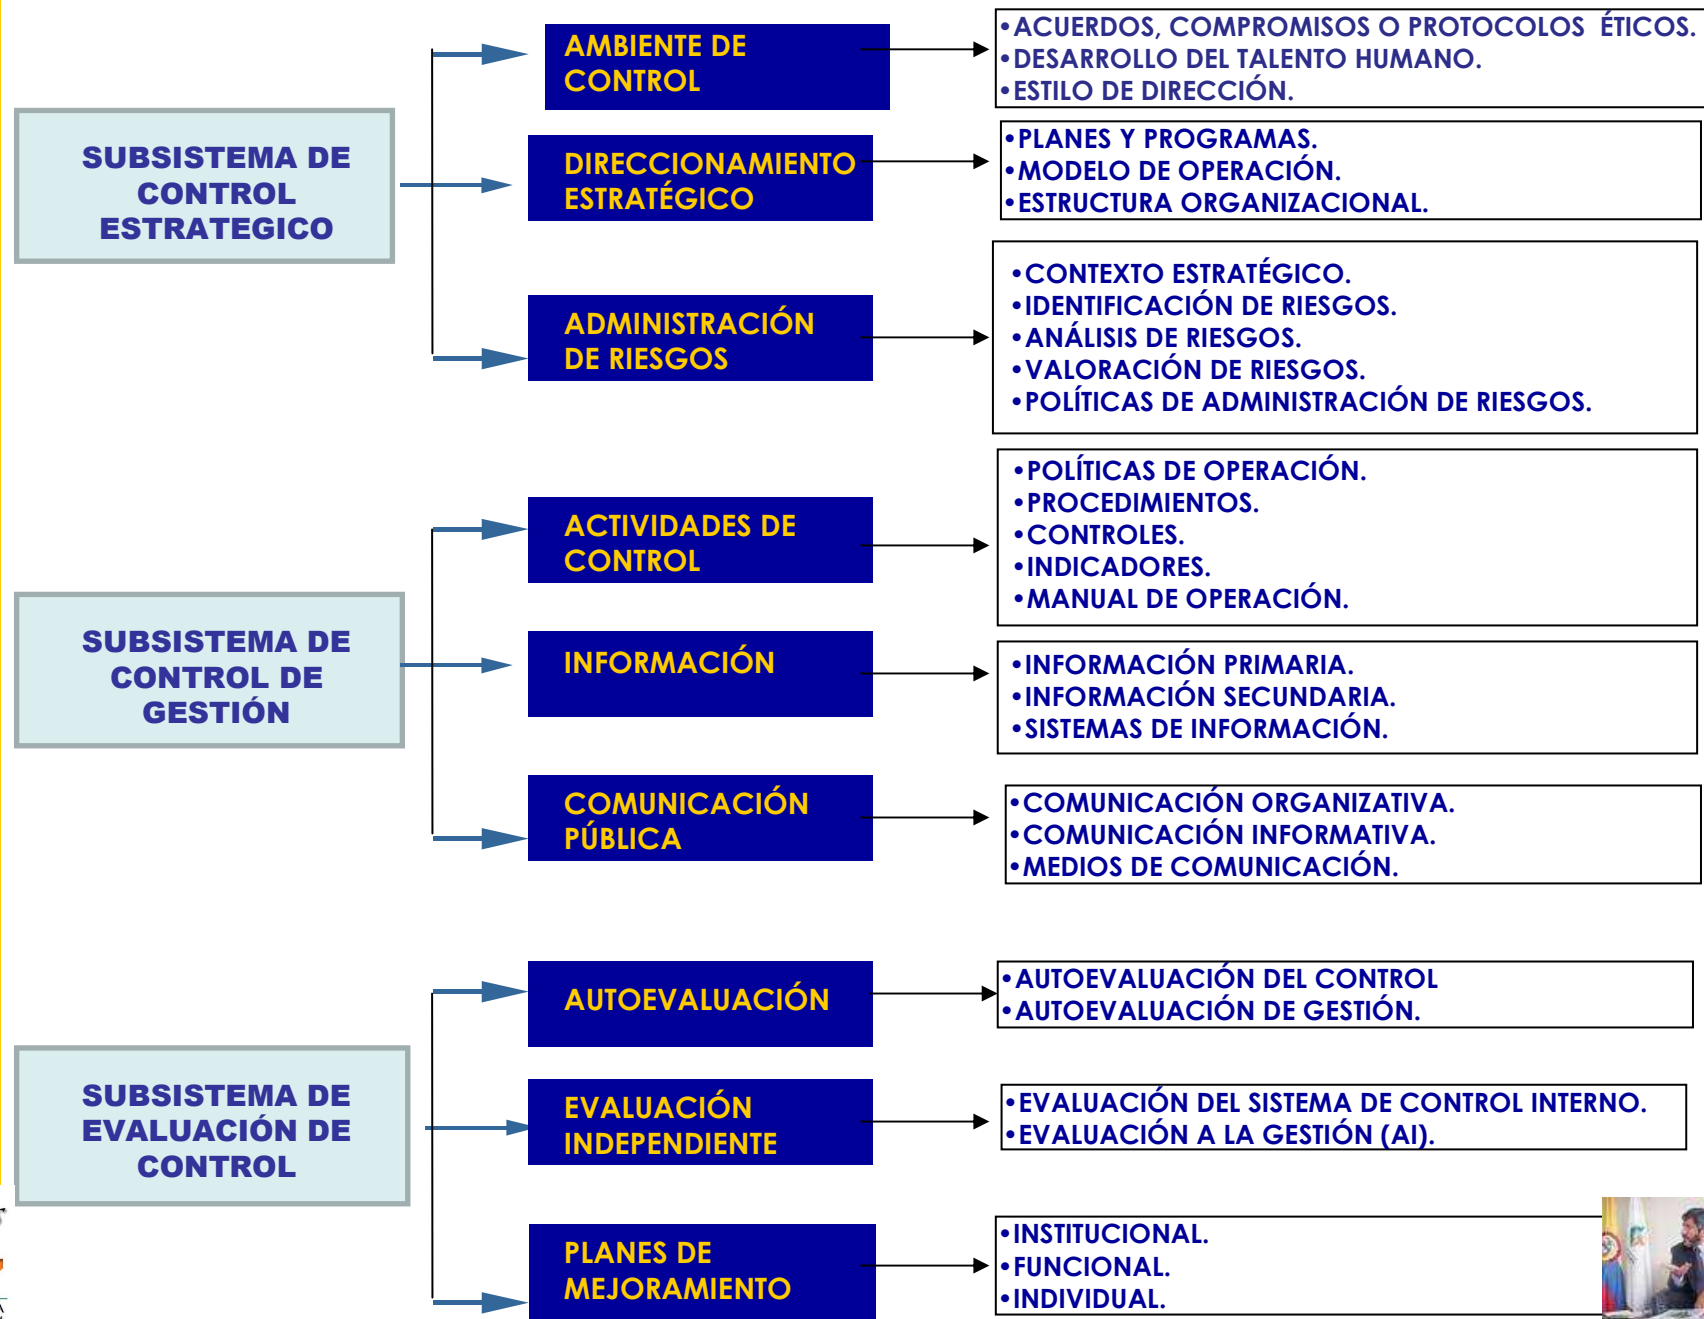 SUBSISTEMA DE
CONTROL
ESTRATEGICO
AMBIENTE DE
CONTROL
•ACUERDOS, COMPROMISOS O PROTOCOLOS ÉTICOS.
•DESARROLLO DEL TALENTO HUMANO.
•ESTILO DE DIRECCIÓN.
DIRECCIONAMIENTO
ESTRATÉGICO
•PLANES Y PROGRAMAS.
•MODELO DE OPERACIÓN.
•ESTRUCTURA ORGANIZACIONAL.
ADMINISTRACIÓN
DE RIESGOS
•CONTEXTO ESTRATÉGICO.
•IDENTIFICACIÓN DE RIESGOS.
•ANÁLISIS DE RIESGOS.
•VALORACIÓN DE RIESGOS.
•POLÍTICAS DE ADMINISTRACIÓN DE RIESGOS.
SUBSISTEMA DE
CONTROL DE
GESTIÓN
ACTIVIDADES DE
CONTROL
•POLÍTICAS DE OPERACIÓN.
•PROCEDIMIENTOS.
•CONTROLES.
•INDICADORES.
•MANUAL DE OPERACIÓN.
INFORMACIÓN
•INFORMACIÓN PRIMARIA.
•INFORMACIÓN SECUNDARIA.
•SISTEMAS DE INFORMACIÓN.
COMUNICACIÓN
PÚBLICA
•COMUNICACIÓN ORGANIZATIVA.
•COMUNICACIÓN INFORMATIVA.
•MEDIOS DE COMUNICACIÓN.
SUBSISTEMA DE
EVALUACIÓN DE
CONTROL
AUTOEVALUACIÓN
•AUTOEVALUACIÓN DEL CONTROL
•AUTOEVALUACIÓN DE GESTIÓN.
EVALUACIÓN
INDEPENDIENTE
•EVALUACIÓN DEL SISTEMA DE CONTROL INTERNO.
•EVALUACIÓN A LA GESTIÓN (AI).
PLANES DE
MEJORAMIENTO
•INSTITUCIONAL.
•FUNCIONAL.
•INDIVIDUAL.